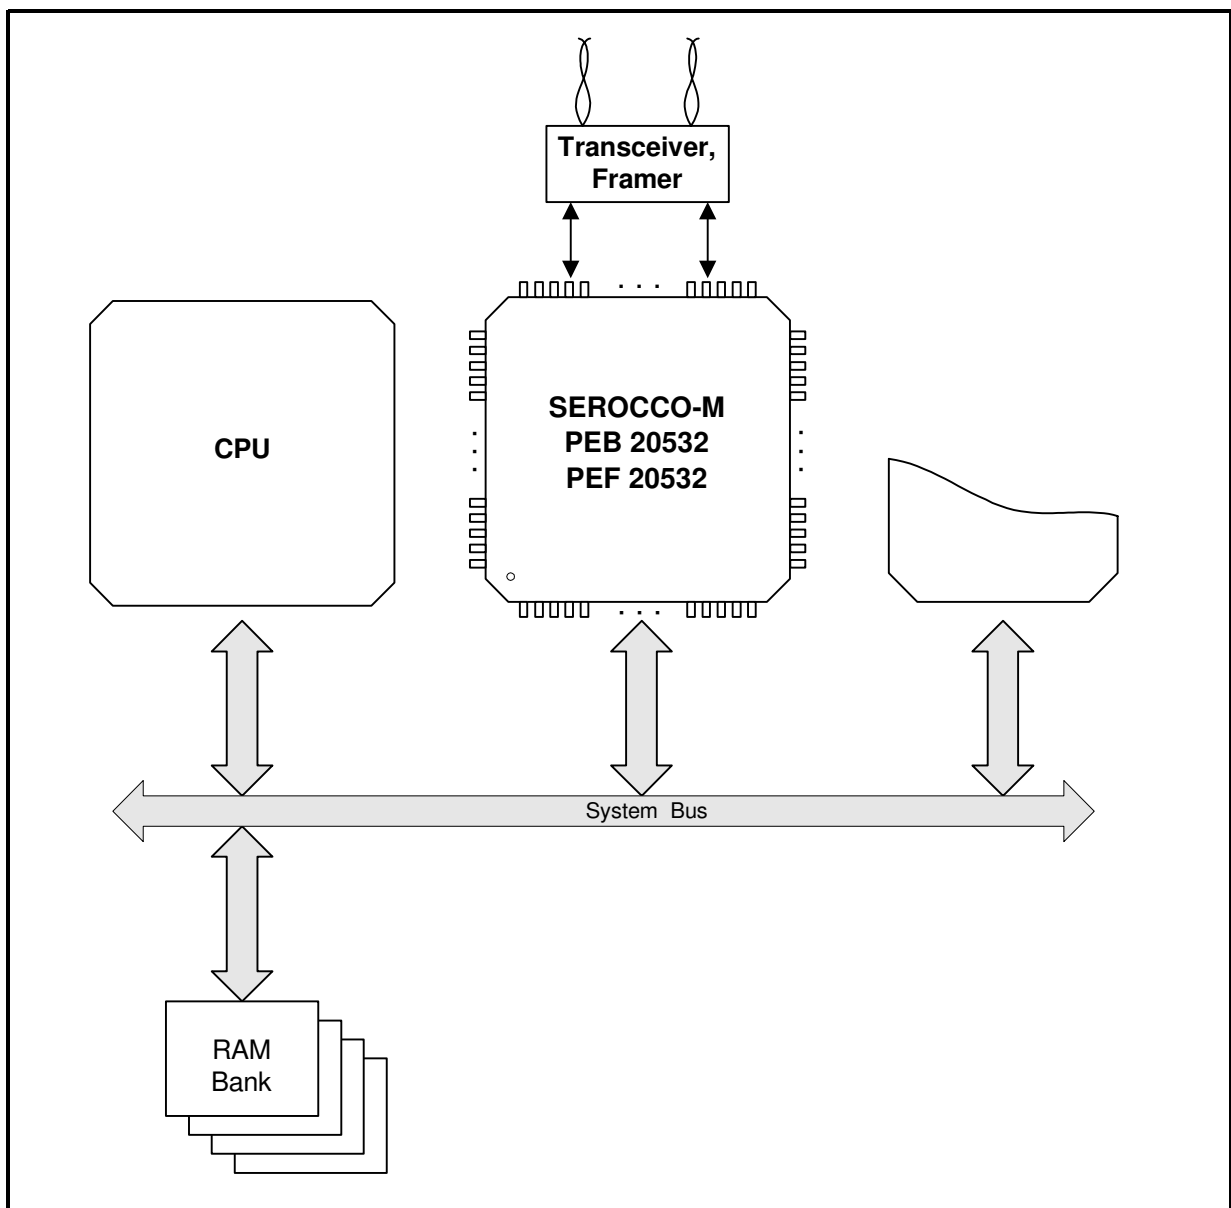 Transceiver,
Framer
CPU
SEROCCO-M
PEB 20532
PEF 20532
System Bus
RAM
Bank